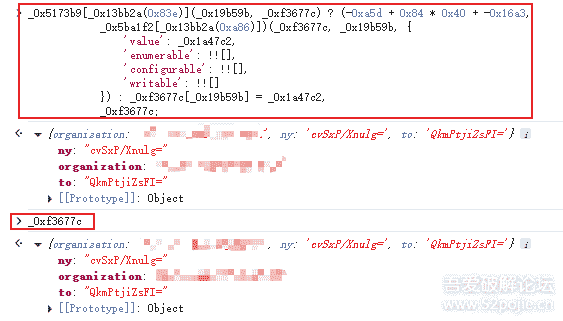 > _0x5173b9[_0x13bb2a(0x83e)](_0x19b59b, _0xf3677c) ? (-0xa5d + 0x84 * 0x40 + -0x16a3,
_0x5ba1f2[_0x13bb2a(0xa86)])(_0xf3677c, _0x19b59b, {
'value': _0x1a47c2,
'enumerable': !![],
'configurable': !![],
'writable': !![]
}) : _0xf3677c[_0x19b59b] = _0x1a47c2,
_0xf3677c;
{organisation: ', ny: 'cvSxP/Xnulg=', to: 'QkmPtjiZsFI='}
ny: "cvSxP/Xnulg="
organization:
to: "QkmPtjiZsFI="
[[Prototype]]: Object
> _0xf3677c
{organisation: ', ny: 'cvSxP/Xnulg=', to: 'QkmPtjiZsFI='}
ny: "cvSxP/Xnulg="
organization:
to: "QkmPtjiZsFI="
[[Prototype]]: Object
吾爱破解论坛
www.52pojie.cn